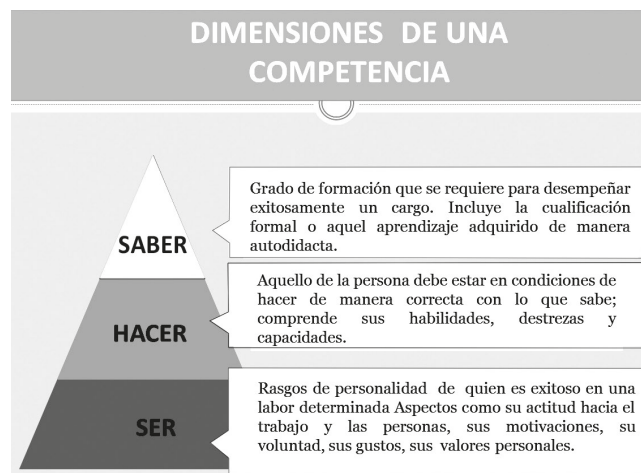 DIMENSIONES DE UNA
COMPETENCIA
SABER
Grado de formación que se requiere para desempeñar
exitosamente un cargo. Incluye la cualificación
formal o aquel aprendizaje adquirido de manera
autodidacta.
HACER
Aquello de la persona debe estar en condiciones de
hacer de manera correcta con lo que sabe;
comprende sus habilidades, destrezas y
capacidades.
SER
Rasgos de personalidad de quien es exitoso en una
labor determinada Aspectos como su actitud hacia el
trabajo y las personas, sus motivaciones, su
voluntad, sus gustos, sus valores personales.